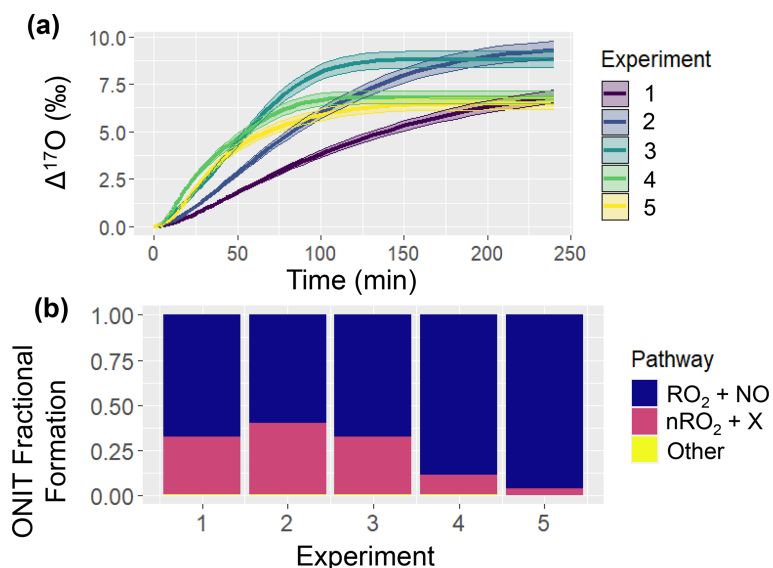 (a)
Δ¹⁷O (‰)
10.0
7.5
5.0
2.5
0.0
0
50
100
150
200
250
Time (min)
Experiment
1
2
3
4
5
(b)
ONIT Fractional
Formation
1.00
0.75
0.50
0.25
0.00
1
2
3
4
5
Experiment
Pathway
RO₂ + NO
nRO₂ + X
Other